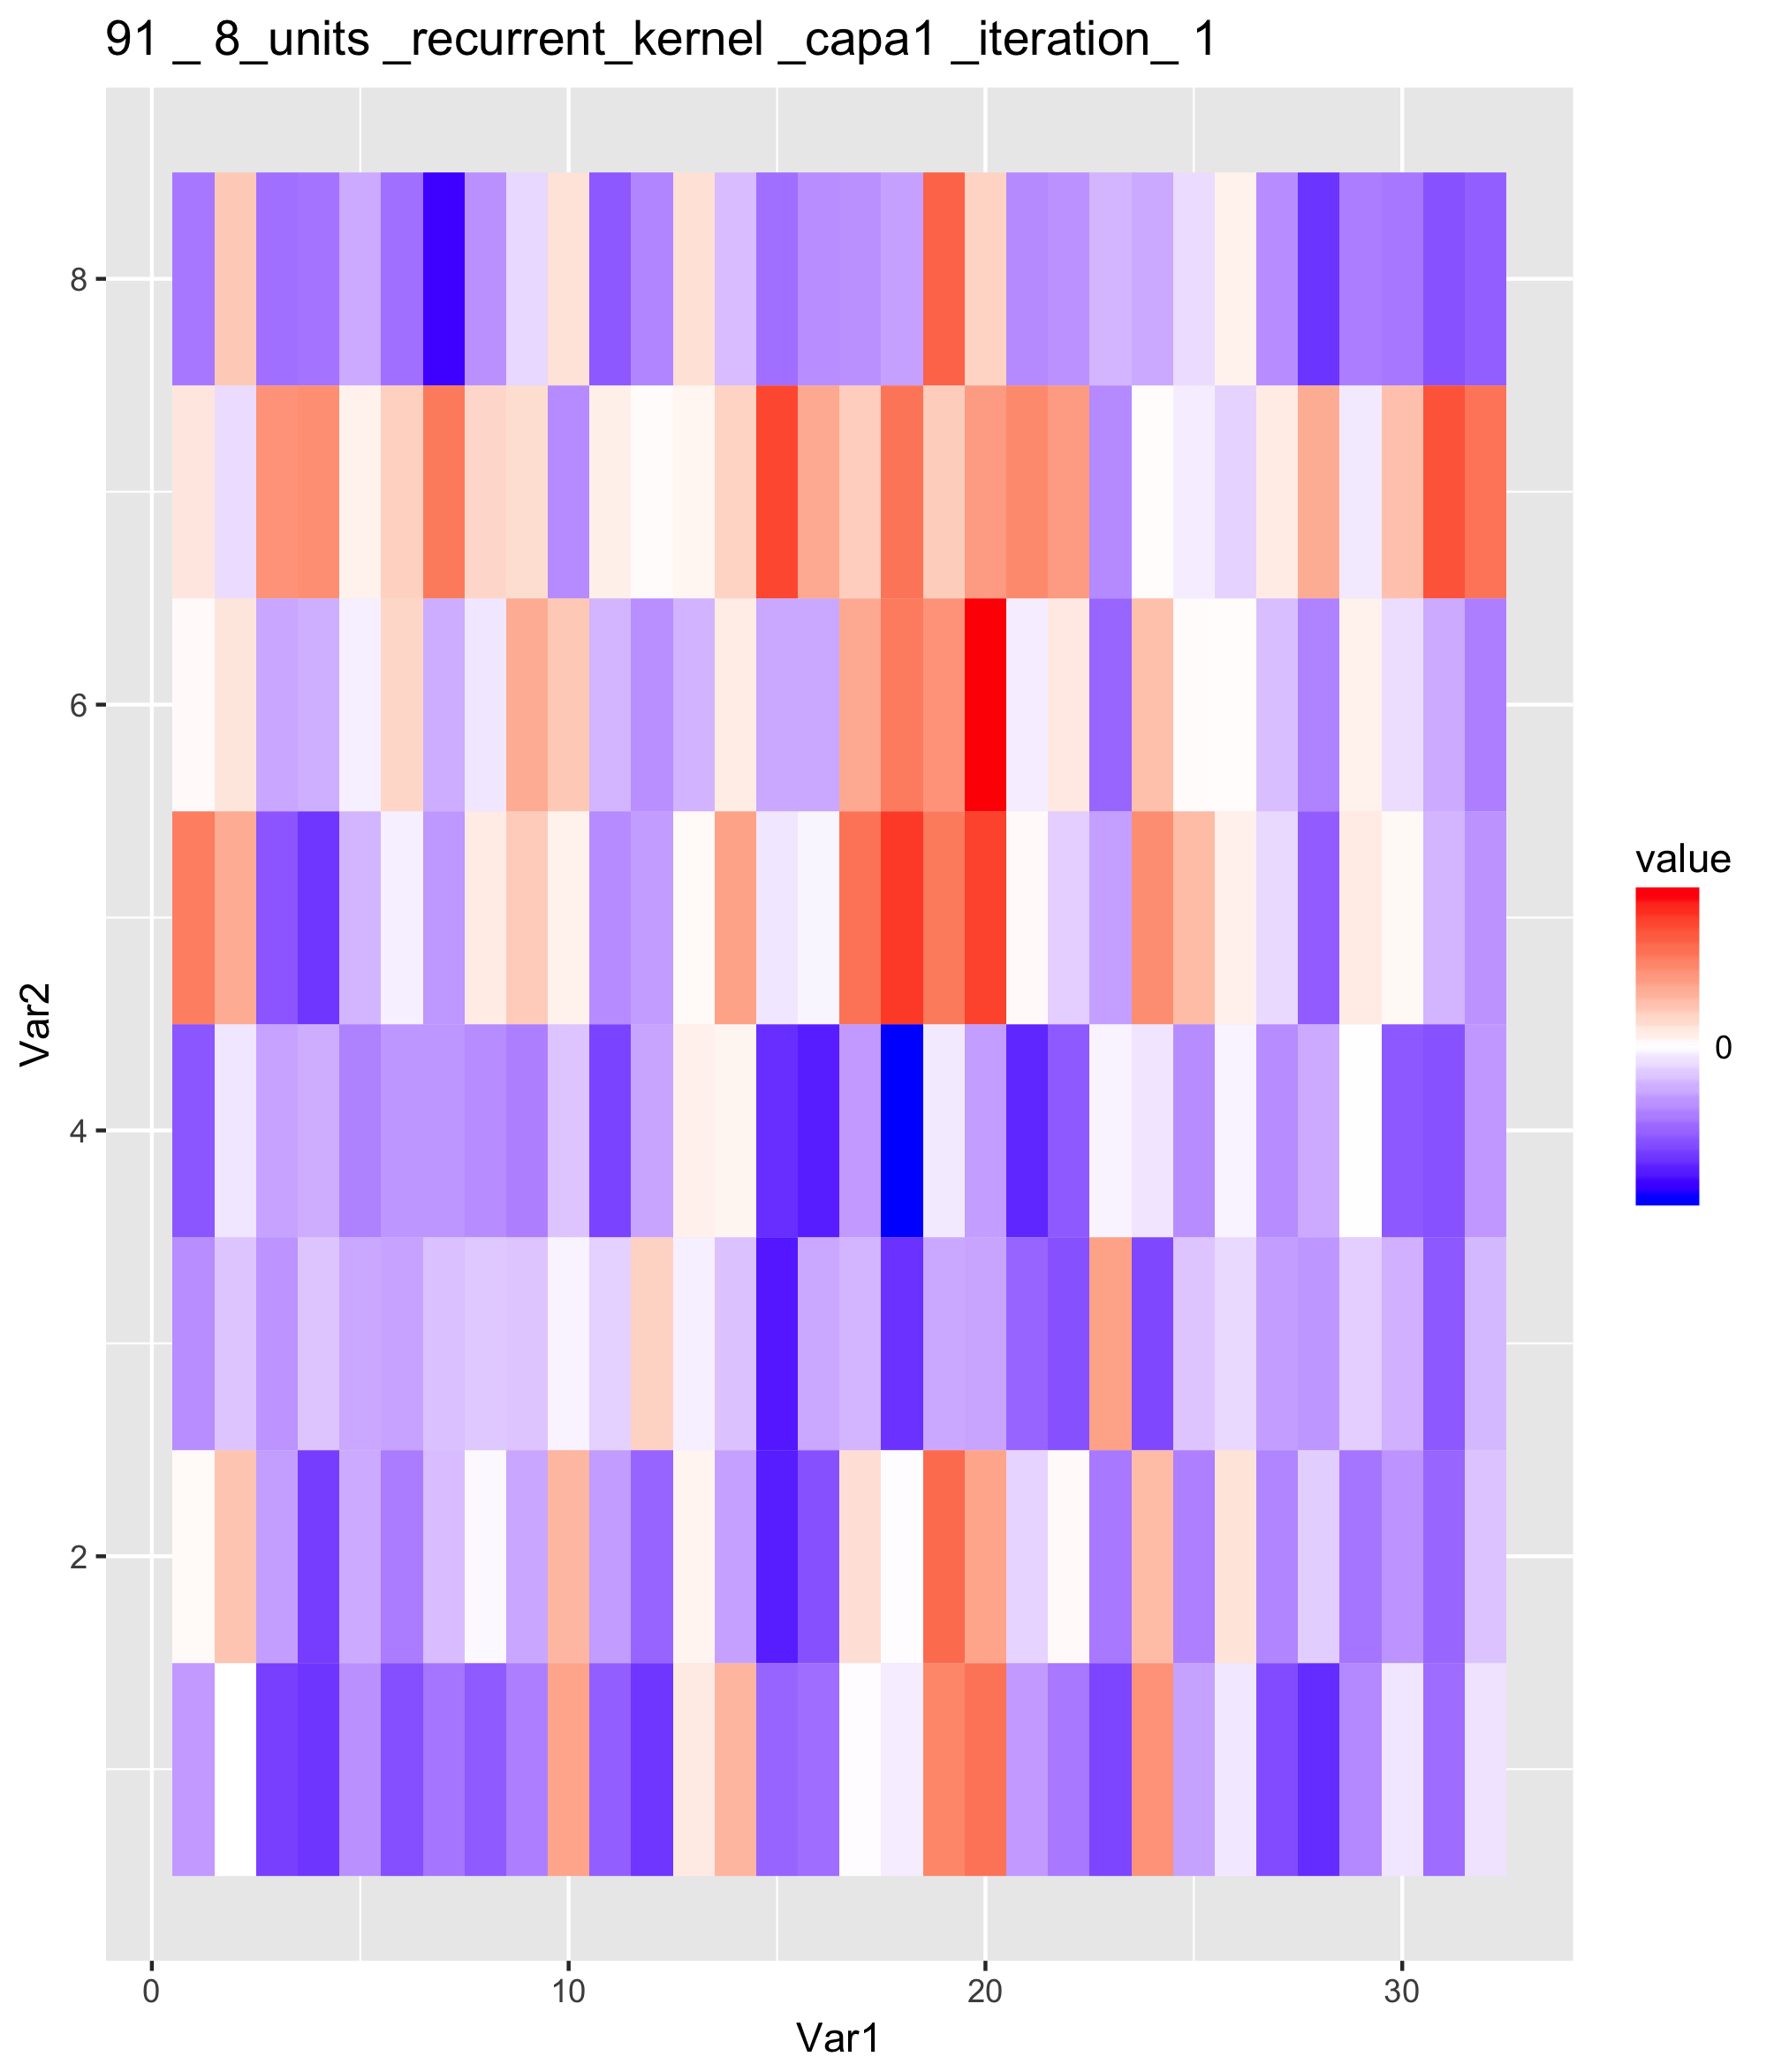 91 _ 8_units _recurrent_kernel _capa1 _iteration_ 1
8
6
4
2
Var2
0
10
20
30
Var1
value
0